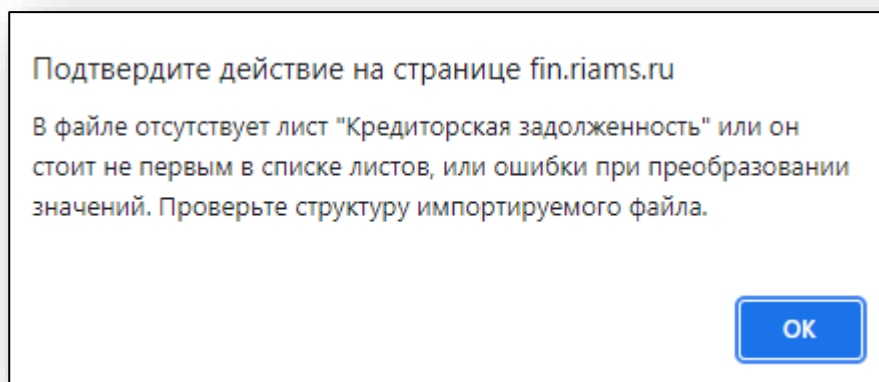 Подтвердите действие на странице fin.riams.ru
В файле отсутствует лист "Кредиторская задолженность" или он
стоит не первым в списке листов, или ошибки при преобразовании
значений. Проверьте структуру импортируемого файла.
ОК